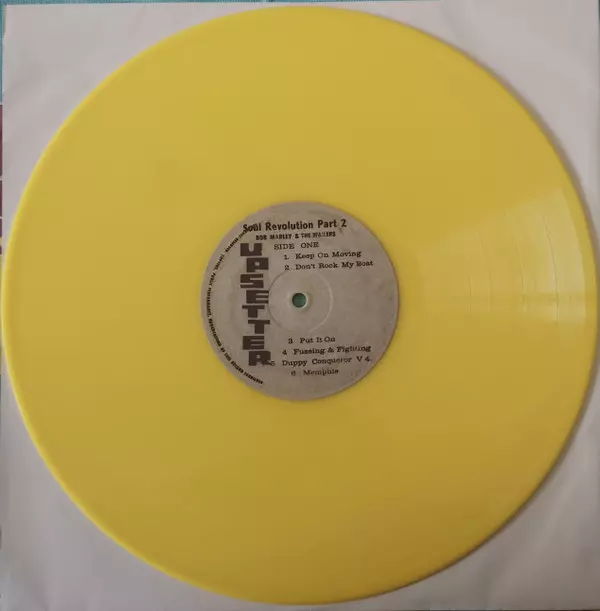 Soul Revolution Part 2
BOB MARLEY & THE WAILERS
SIDE ONE
1. Keep On Moving
2. Don't Rock My Boat
UPSETTER
3 Put It On
4 Fussing & Fighting
5 Duppy Conqueror V 4.
6 Memphis